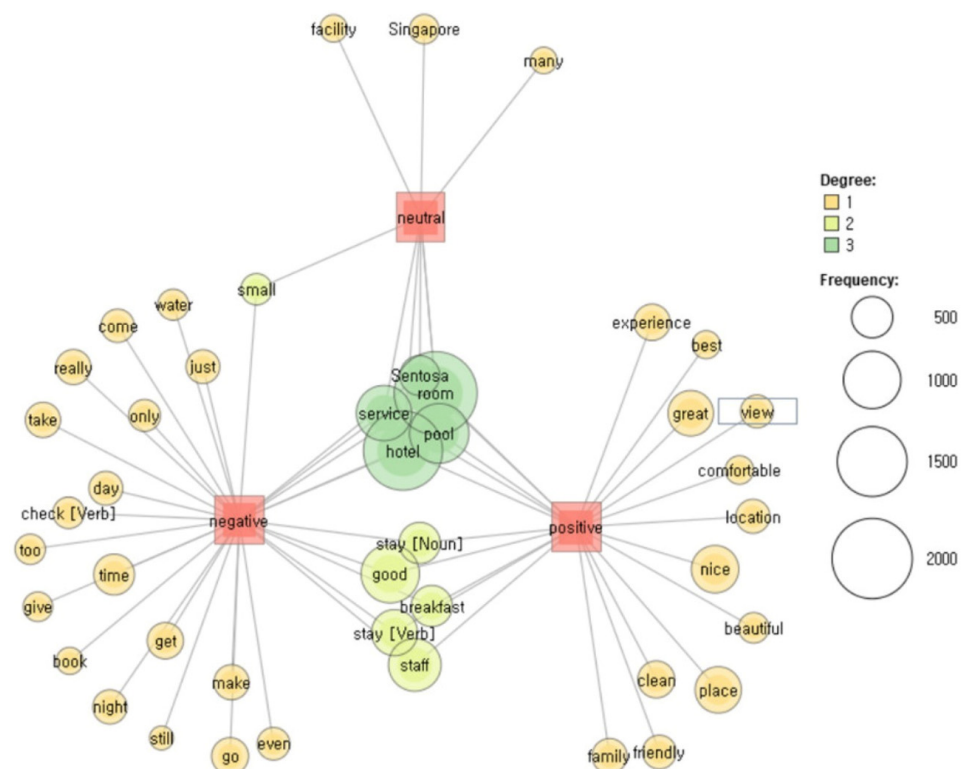 facility
Singapore
many
neutral
small
water
come
just
really
take
only
day
check [Verb]
negative
too
time
give
get
book
make
night
still
go
even
Sentosa
room
service
pool
hotel
stay [Noun]
good
breakfast
stay [Verb]
staff
experience
best
great
view
comfortable
positive
location
nice
beautiful
clean
place
family
friendly
Degree:
1
2
3
Frequency:
500
1000
1500
2000